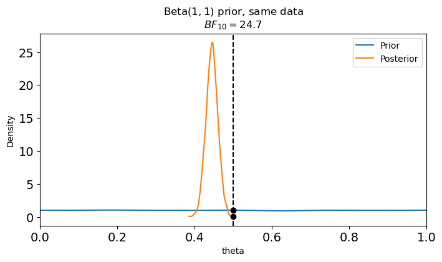 Beta(1, 1) prior, same data
BF₁₀ = 24.7
Prior
Posterior
Density
25
20
15
10
5
0
0.0 0.2 0.4 0.6 0.8 1.0
theta